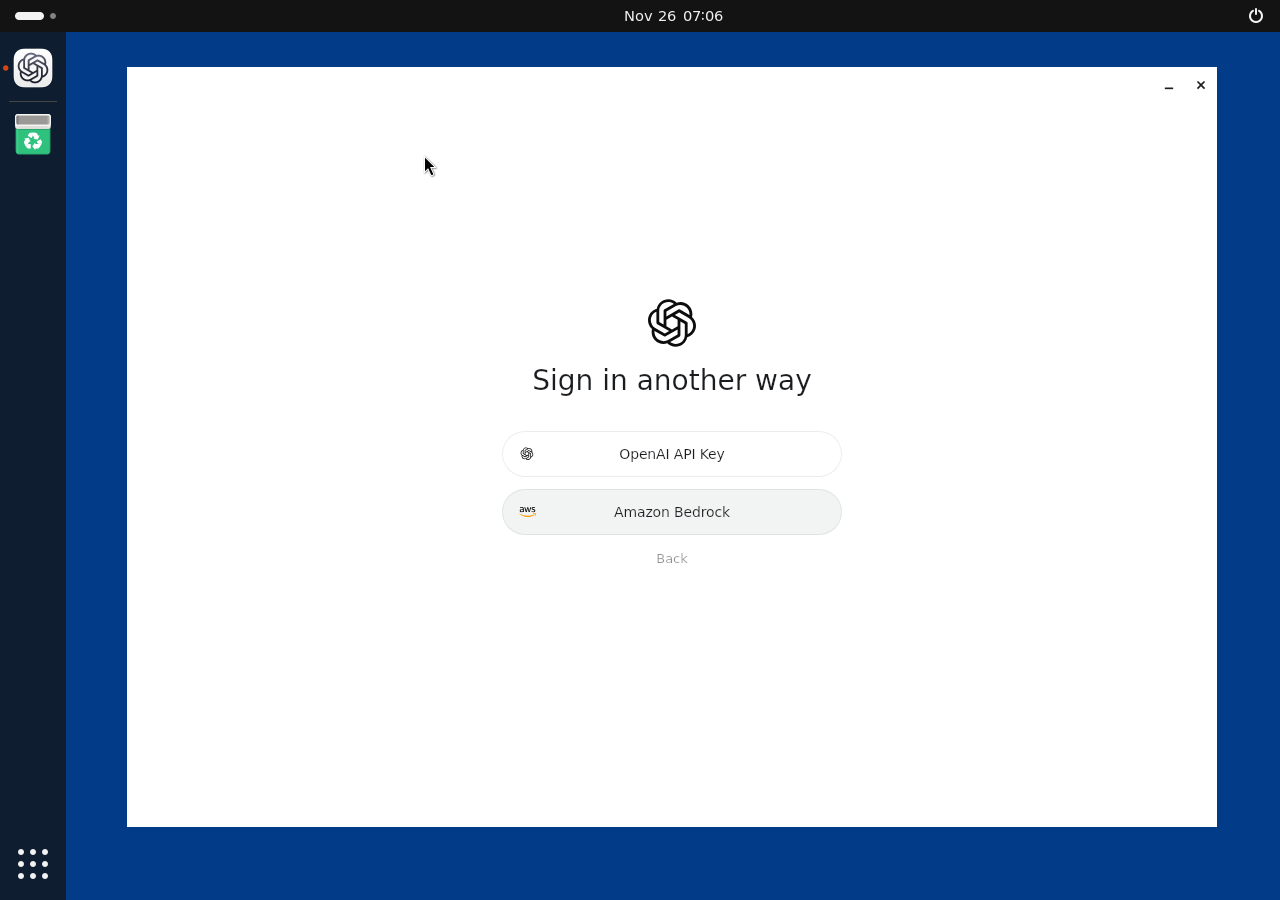 Nov 26 07:06
Sign in another way
OpenAI API Key
aws
Amazon Bedrock
Back